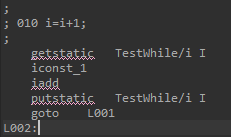 ;
; 010 i=i+1;
;
getstatic TestWhile/i I
iconst_1
iadd
putstatic TestWhile/i I
goto L001
L002: